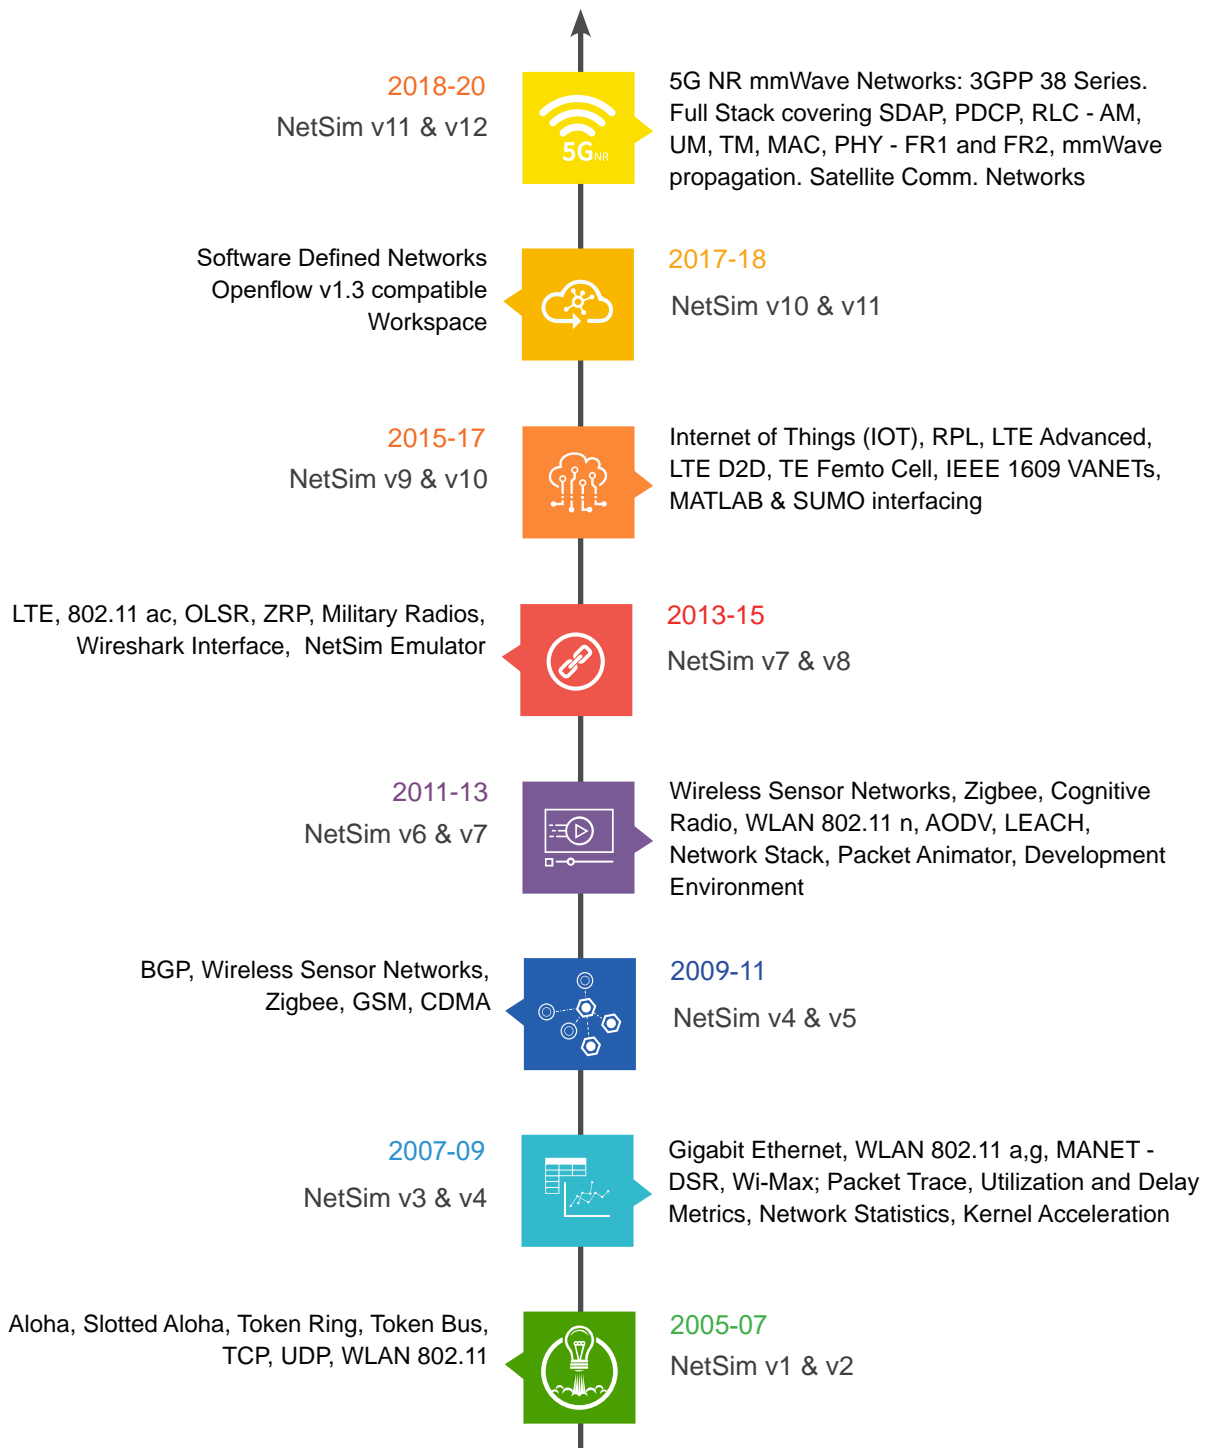 2018-20
NetSim v11 & v12
5G NR
5G NR mmWave Networks: 3GPP 38 Series.
Full Stack covering SDAP, PDCP, RLC - AM,
UM, TM, MAC, PHY - FR1 and FR2, mmWave
propagation. Satellite Comm. Networks
Software Defined Networks
Openflow v1.3 compatible
Workspace
2017-18
NetSim v10 & v11
2015-17
NetSim v9 & v10
Internet of Things (IOT), RPL, LTE Advanced,
LTE D2D, TE Femto Cell, IEEE 1609 VANETs,
MATLAB & SUMO interfacing
LTE, 802.11 ac, OLSR, ZRP, Military Radios,
Wireshark Interface,  NetSim Emulator
2013-15
NetSim v7 & v8
2011-13
NetSim v6 & v7
Wireless Sensor Networks, Zigbee, Cognitive
Radio, WLAN 802.11 n, AODV, LEACH,
Network Stack, Packet Animator, Development
Environment
BGP, Wireless Sensor Networks,
Zigbee, GSM, CDMA
2009-11
NetSim v4 & v5
2007-09
NetSim v3 & v4
Gigabit Ethernet, WLAN 802.11 a,g, MANET -
DSR, Wi-Max; Packet Trace, Utilization and Delay
Metrics, Network Statistics, Kernel Acceleration
Aloha, Slotted Aloha, Token Ring, Token Bus,
TCP, UDP, WLAN 802.11
2005-07
NetSim v1 & v2